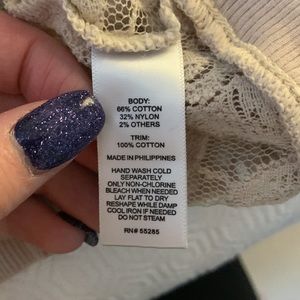 BODY:
66% COTTON
32% NYLON
2% OTHERS
TRIM:
100% COTTON
MADE IN PHILIPPINES
HAND WASH COLD
SEPARATELY
ONLY NON-CHLORINE
BLEACH WHEN NEEDED
LAY FLAT TO DRY
RESHAPE WHILE DAMP
COOL IRON IF NEEDED
DO NOT STEAM
RN# 55285